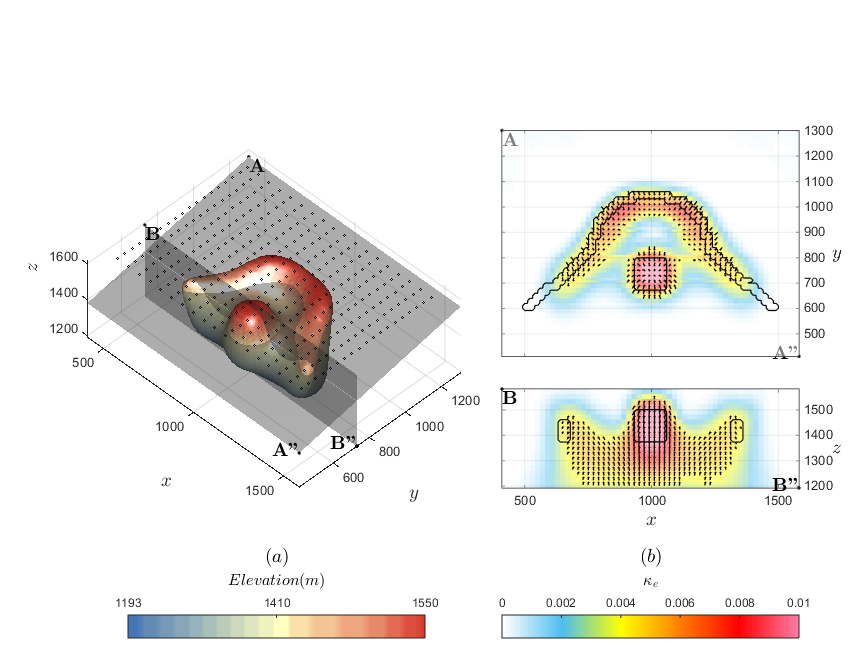 A
B
z
1600
1400
1200
500
1000
1500
x
A"
B"
600
800
1000
1200
y
(a)
Elevation(m)
1193 1410 1550
A
1300
1200
1100
1000
900
800
700
600
500
y
A"
B
1500
1400
1300
1200
z
B"
500 1000 1500
x
(b)
κe
0 0.002 0.004 0.006 0.008 0.01